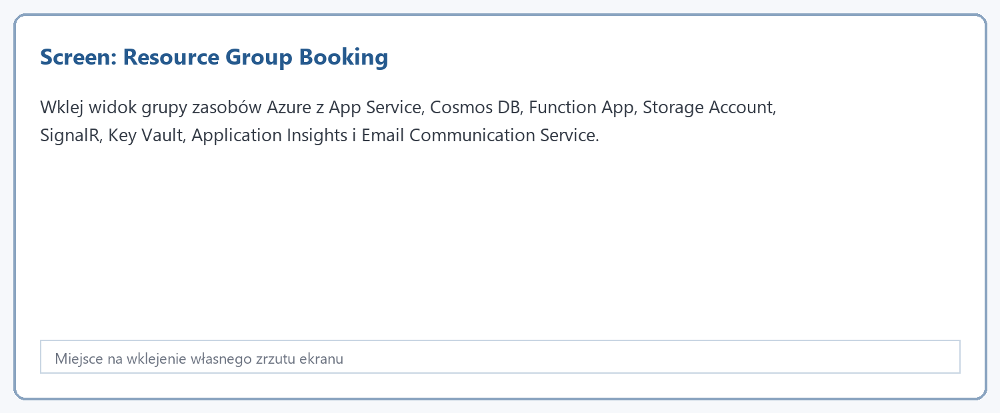 Screen: Resource Group Booking
Wklej widok grupy zasobów Azure z App Service, Cosmos DB, Function App, Storage Account,
SignalR, Key Vault, Application Insights i Email Communication Service.
Miejsce na wklejenie własnego zrzutu ekranu